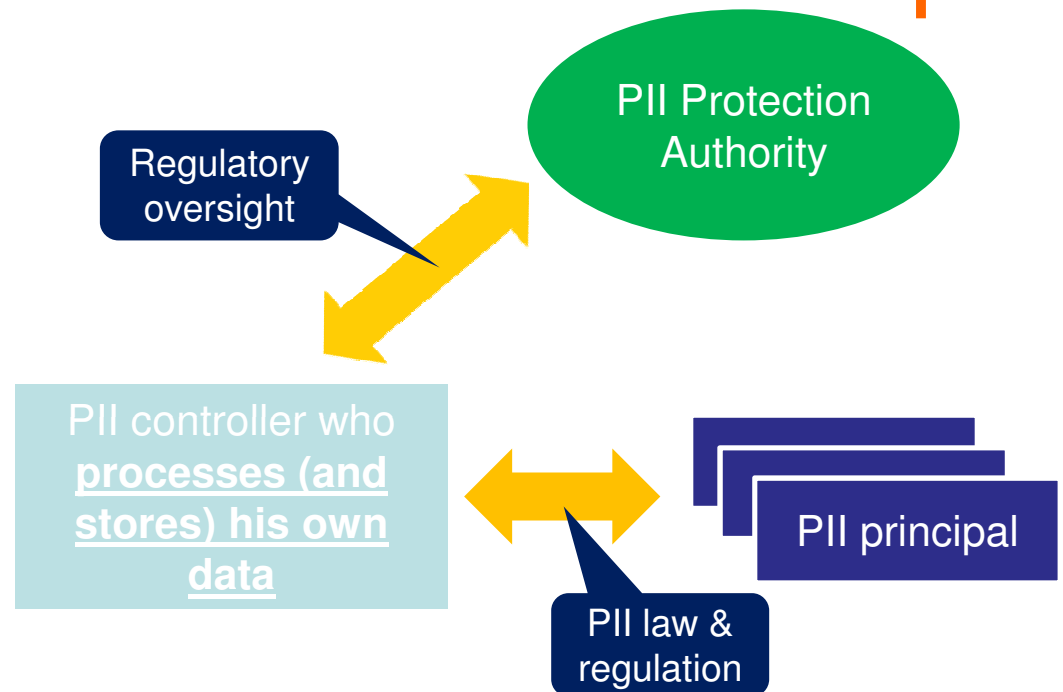 PII Protection
Authority
Regulatory
oversight
PII controller who
processes (and
stores) his own
data
PII principal
PII law &
regulation